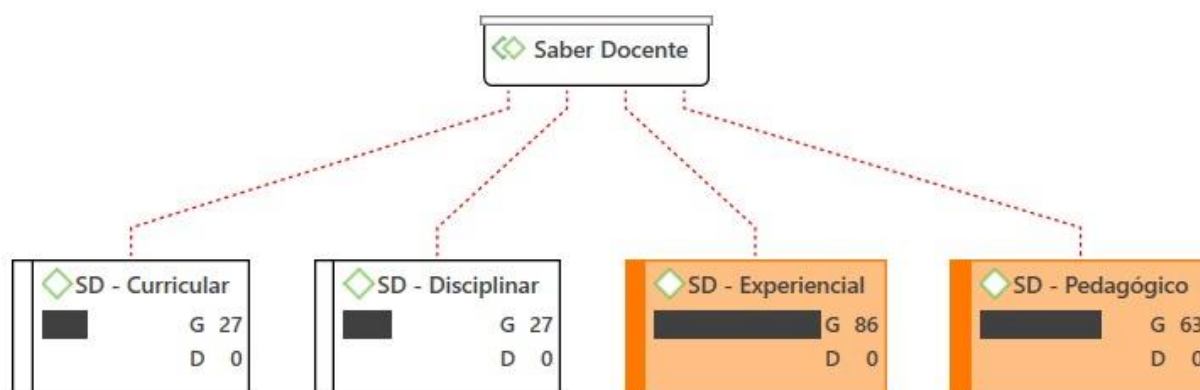 Saber Docente
SD - Curricular
G 27
D 0
SD - Disciplinar
G 27
D 0
SD - Experiencial
G 86
D 0
SD - Pedagógico
G 63
D 0